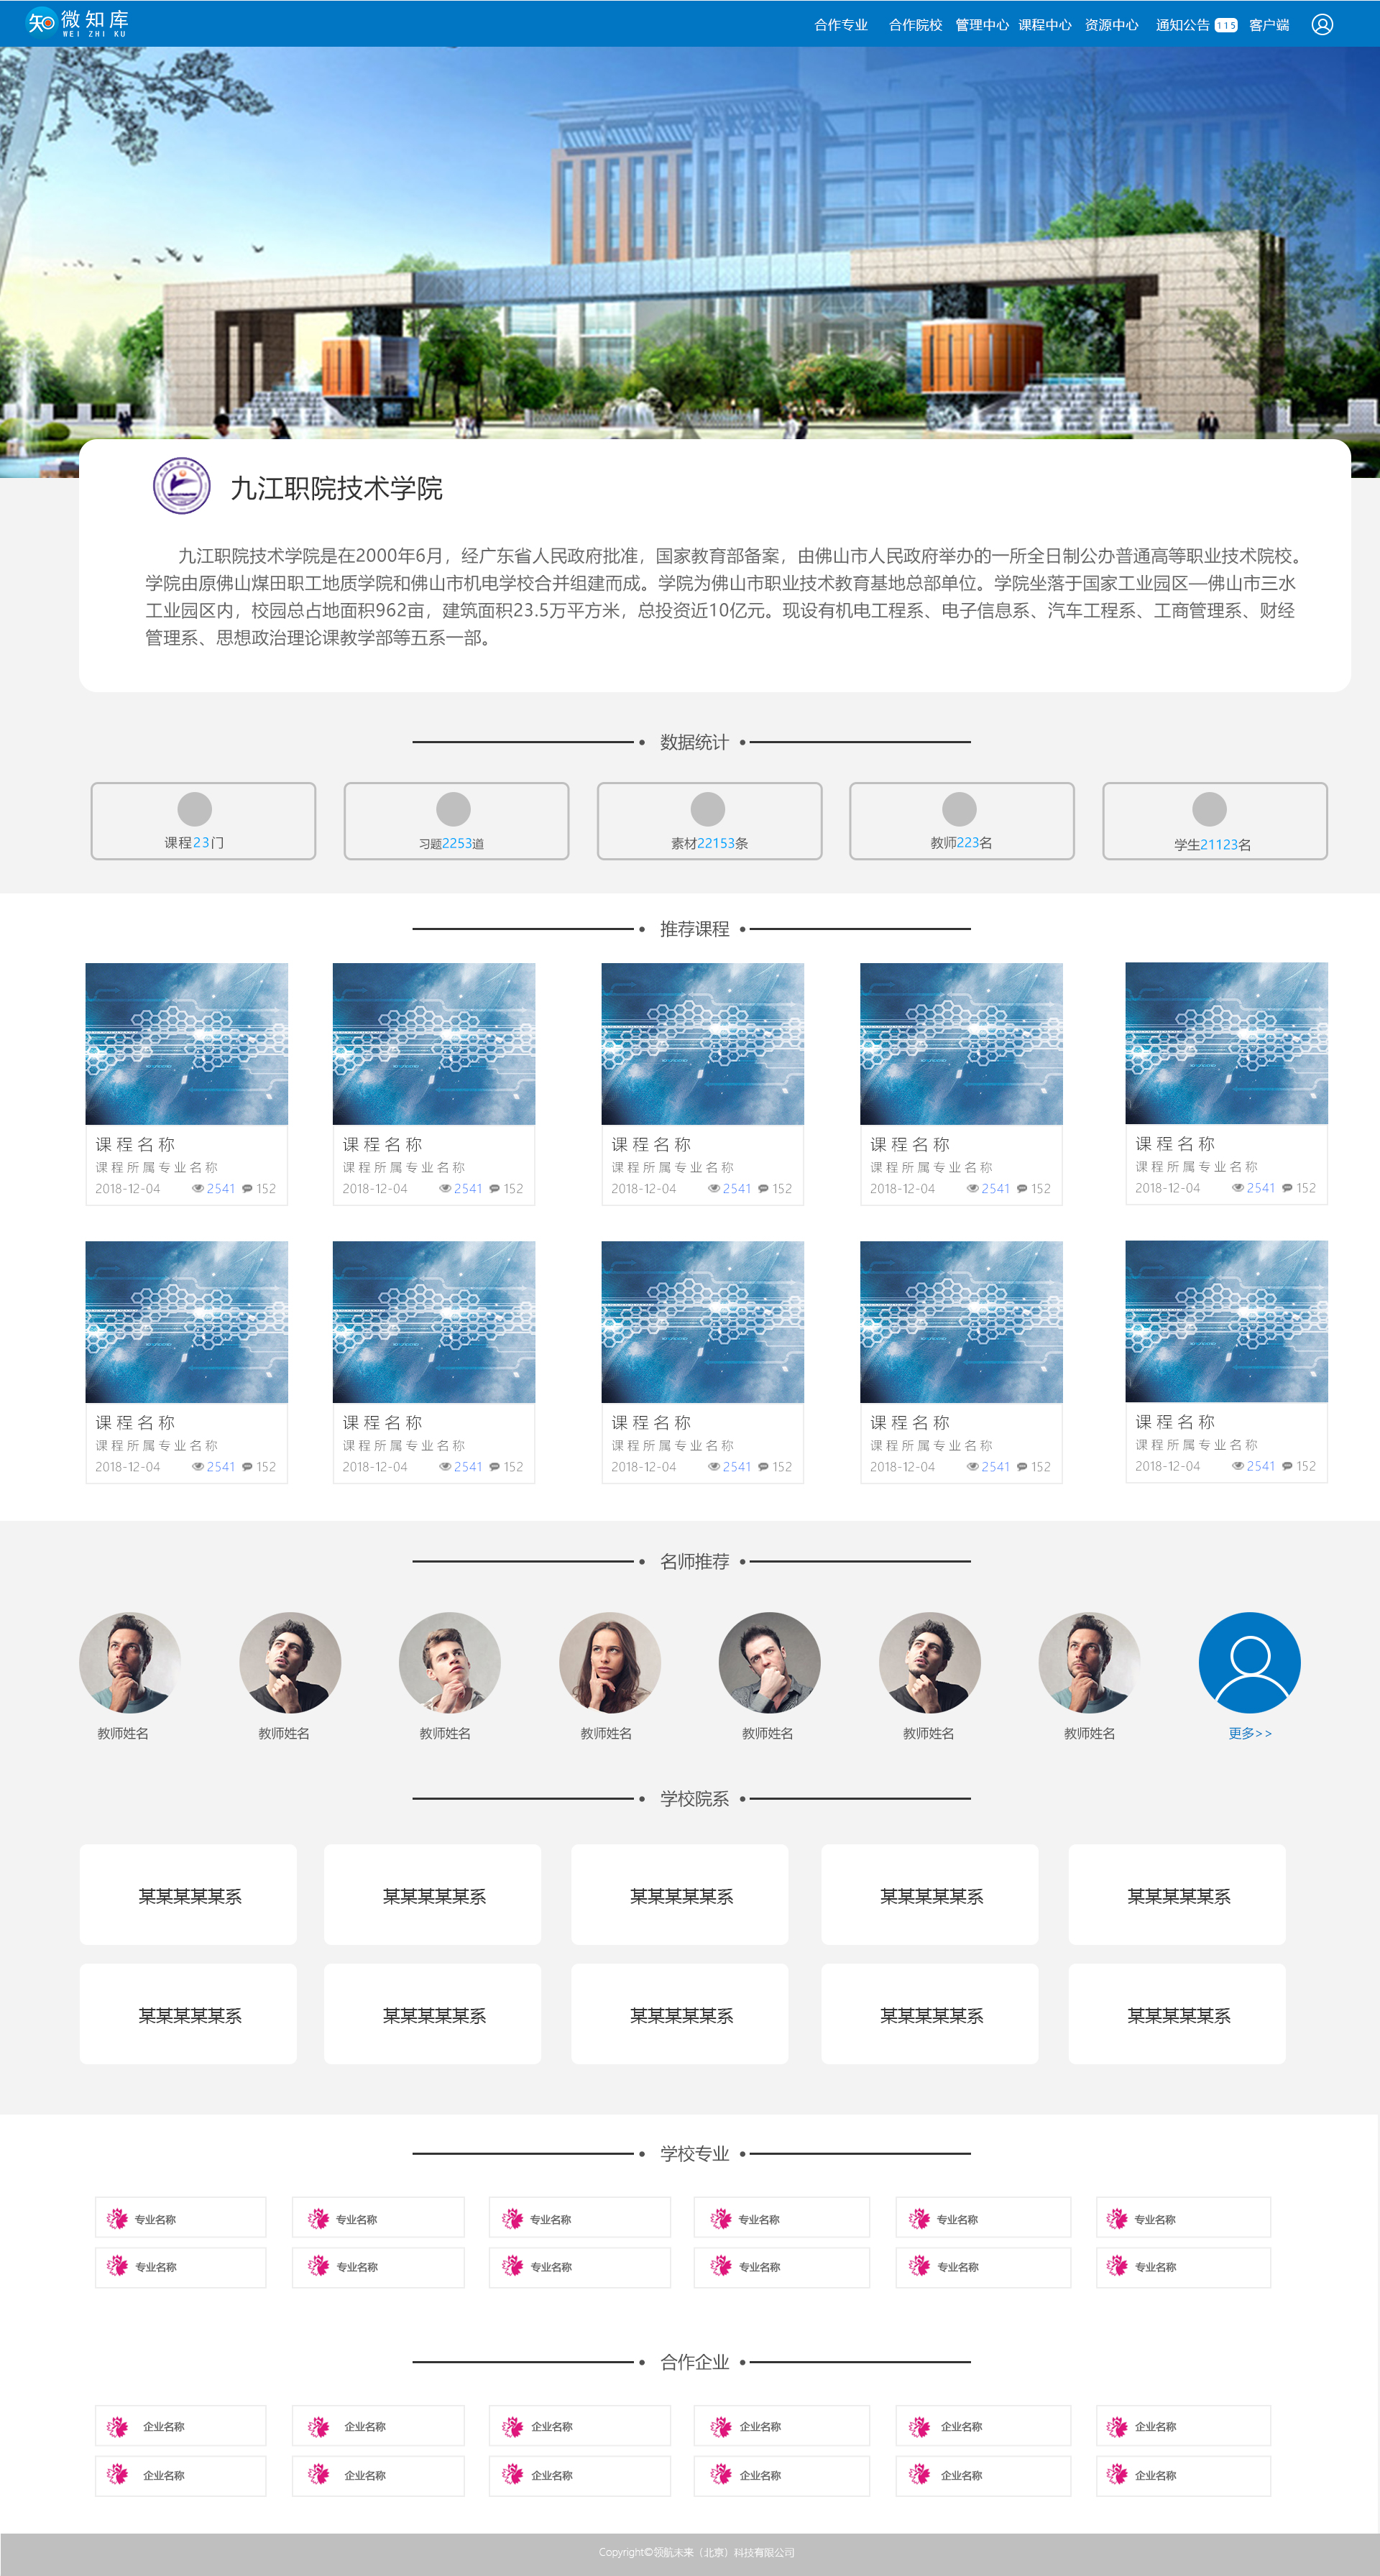 知 微知库
WEI ZHI KU
合作专业 合作院校 管理中心 课程中心 资源中心 通知公告 115 客户端
九江职院技术学院
九江职院技术学院是在2000年6月，经广东省人民政府批准，国家教育部备案，由佛山市人民政府举办的一所全日制公办普通高等职业技术院校。
学院由原佛山煤田职工地质学院和佛山市机电学校合并组建而成。学院为佛山市职业技术教育基地总部单位。学院坐落于国家工业园区—佛山市三水
工业园区内，校园总占地面积962亩，建筑面积23.5万平方米，总投资近10亿元。现设有机电工程系、电子信息系、汽车工程系、工商管理系、财经
管理系、思想政治理论课教学部等五系一部。
数据统计
课程23门 习题2253道 素材22153条 教师223名 学生21123名
推荐课程
课程名称 课程名称 课程名称 课程名称 课程名称
课程所属专业名称 课程所属专业名称 课程所属专业名称 课程所属专业名称 课程所属专业名称
2018-12-04 2541 152 2018-12-04 2541 152 2018-12-04 2541 152 2018-12-04 2541 152 2018-12-04 2541 152
课程名称 课程名称 课程名称 课程名称 课程名称
课程所属专业名称 课程所属专业名称 课程所属专业名称 课程所属专业名称 课程所属专业名称
2018-12-04 2541 152 2018-12-04 2541 152 2018-12-04 2541 152 2018-12-04 2541 152 2018-12-04 2541 152
名师推荐
教师姓名 教师姓名 教师姓名 教师姓名 教师姓名 教师姓名 教师姓名 更多>>
学校院系
某某某某某系 某某某某某系 某某某某某系 某某某某某系 某某某某某系
某某某某某系 某某某某某系 某某某某某系 某某某某某系 某某某某某系
学校专业
专业名称 专业名称 专业名称 专业名称 专业名称 专业名称
专业名称 专业名称 专业名称 专业名称 专业名称 专业名称
合作企业
企业名称 企业名称 企业名称 企业名称 企业名称 企业名称
企业名称 企业名称 企业名称 企业名称 企业名称 企业名称
Copyright©领航未来（北京）科技有限公司